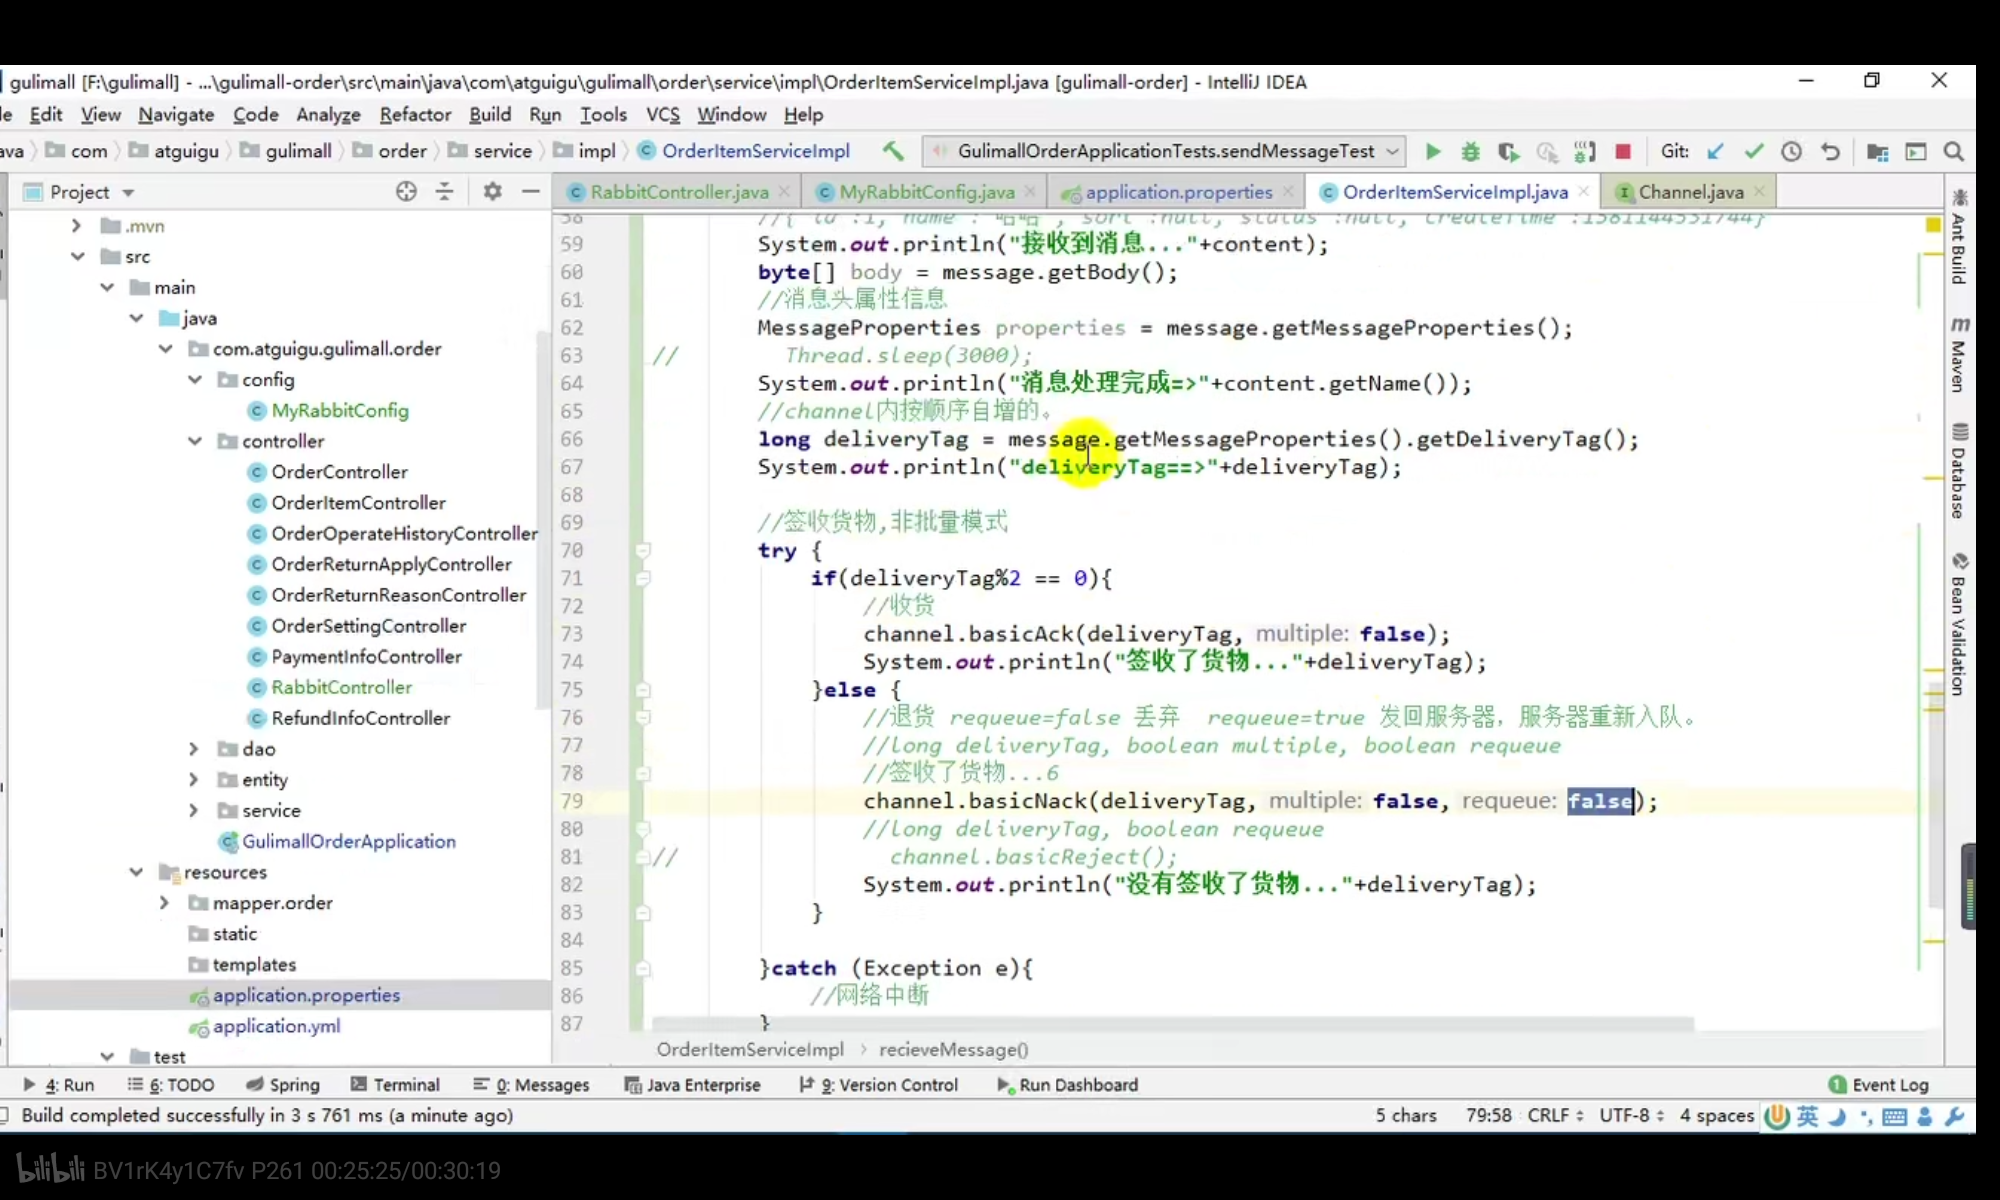 gulimall [F:\gulimall] - ...\gulimall-order\src\main\java\com\atguigu\gulimall\order\service\impl\OrderItemServiceImpl.java [gulimall-order] - IntelliJ IDEA
Edit View Navigate Code Analyze Refactor Build Run Tools VCS Window Help
com atguigu gulimall order service impl OrderItemServiceImpl GulimallOrderApplicationTests.sendMessageTest Git:
Project RabbitController.java MyRabbitConfig.java application.properties OrderItemServiceImpl.java Channel.java
.mvn
src
main
java
com.atguigu.gulimall.order
config
MyRabbitConfig
controller
OrderController
OrderItemController
OrderOperateHistoryController
OrderReturnApplyController
OrderReturnReasonController
OrderSettingController
PaymentInfoController
RabbitController
RefundInfoController
dao
entity
service
GulimallOrderApplication
resources
mapper.order
static
templates
application.properties
application.yml
test
59 System.out.println("接收到消息..."+content);
60 byte[] body = message.getBody();
61 //消息头属性信息
62 MessageProperties properties = message.getMessageProperties();
63 // Thread.sleep(3000);
64 System.out.println("消息处理完成=>"+content.getName());
65 //channel内按顺序自增的。
66 long deliveryTag = message.getMessageProperties().getDeliveryTag();
67 System.out.println("deliveryTag==>"+deliveryTag);
68
69 //签收货物,非批量模式
70 try {
71 if(deliveryTag%2 == 0){
72 //收货
73 channel.basicAck(deliveryTag, multiple: false);
74 System.out.println("签收了货物..."+deliveryTag);
75 }else {
76 //退货 requeue=false 丢弃 requeue=true 发回服务器，服务器重新入队。
77 //long deliveryTag, boolean multiple, boolean requeue
78 //签收了货物...6
79 channel.basicNack(deliveryTag, multiple: false, requeue: false);
80 //long deliveryTag, boolean requeue
81 // channel.basicReject();
82 System.out.println("没有签收了货物..."+deliveryTag);
83 }
84
85 }catch (Exception e){
86 //网络中断
87 }
OrderItemServiceImpl recieveMessage()
Ant Build
Maven
Database
Bean Validation
4: Run 6: TODO Spring Terminal 0: Messages Java Enterprise 9: Version Control Run Dashboard 1 Event Log
Build completed successfully in 3 s 761 ms (a minute ago) 5 chars 79:58 CRLF UTF-8 4 spaces 英
bilibili BV1rK4y1C7fv P261 00:25:25/00:30:19